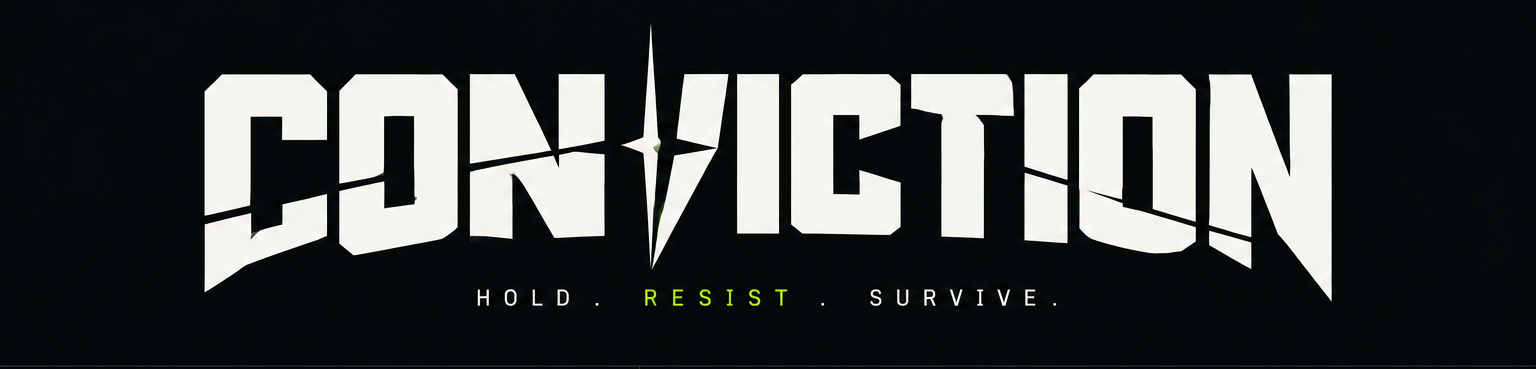 CONVICTION
HOLD. RESIST. SURVIVE.